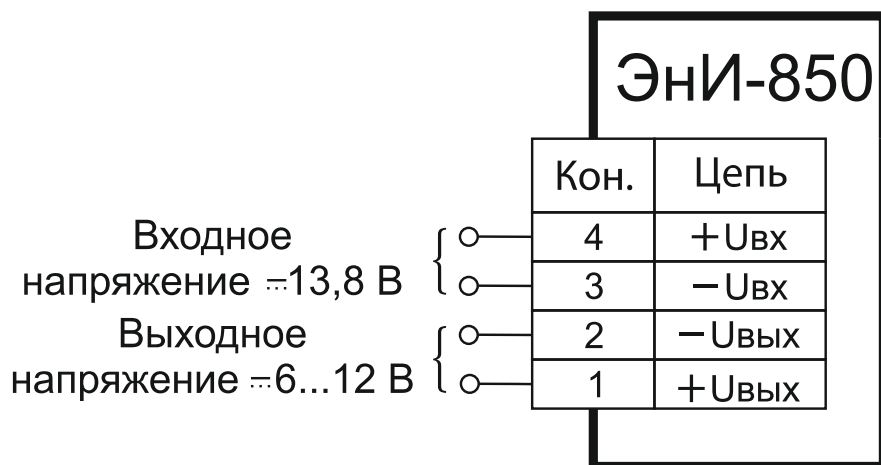 ЭнИ-850
Кон. Цепь
Входное
напряжение ⎓13,8 В
4 +Uвх
3 −Uвх
Выходное
напряжение ⎓6...12 В
2 −Uвых
1 +Uвых